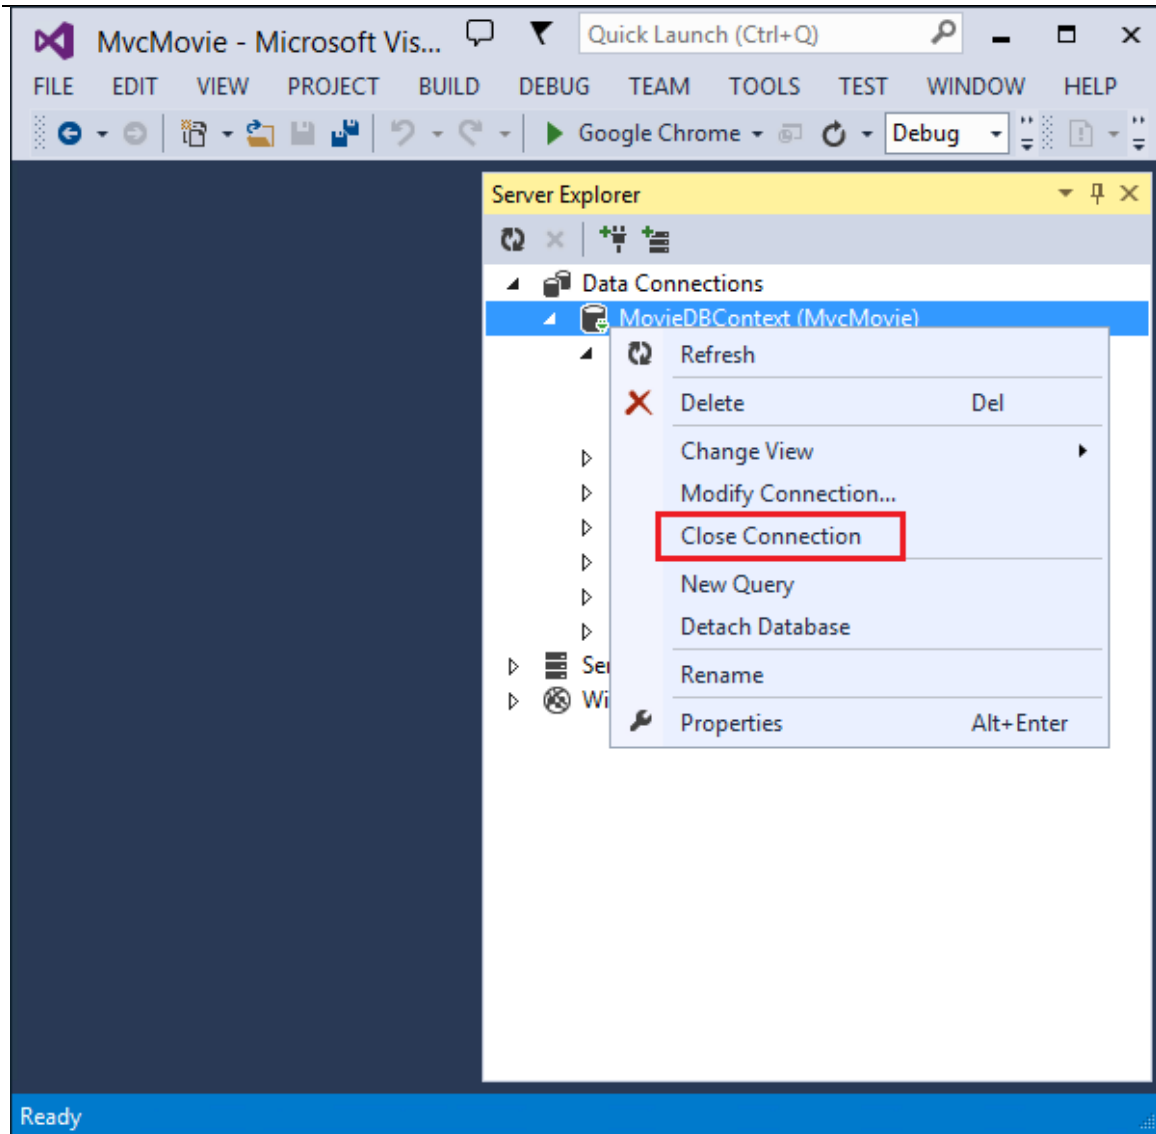 MvcMovie - Microsoft Vis...
Quick Launch (Ctrl+Q)
FILE EDIT VIEW PROJECT BUILD DEBUG TEAM TOOLS TEST WINDOW HELP
Google Chrome Debug
Server Explorer
Data Connections
MovieDBContext (MvcMovie)
Refresh
Delete Del
Change View
Modify Connection...
Close Connection
New Query
Detach Database
Ser
Rename
Wi
Properties Alt+Enter
Ready